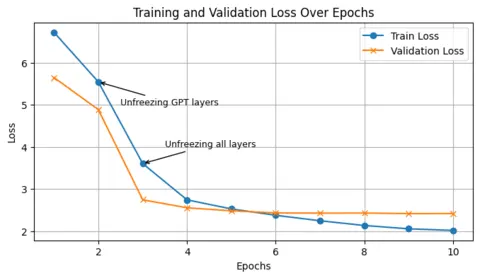 Training and Validation Loss Over Epochs
Train Loss
Validation Loss
Unfreezing GPT layers
Unfreezing all layers
Loss
6
5
4
3
2
2
4
6
8
10
Epochs